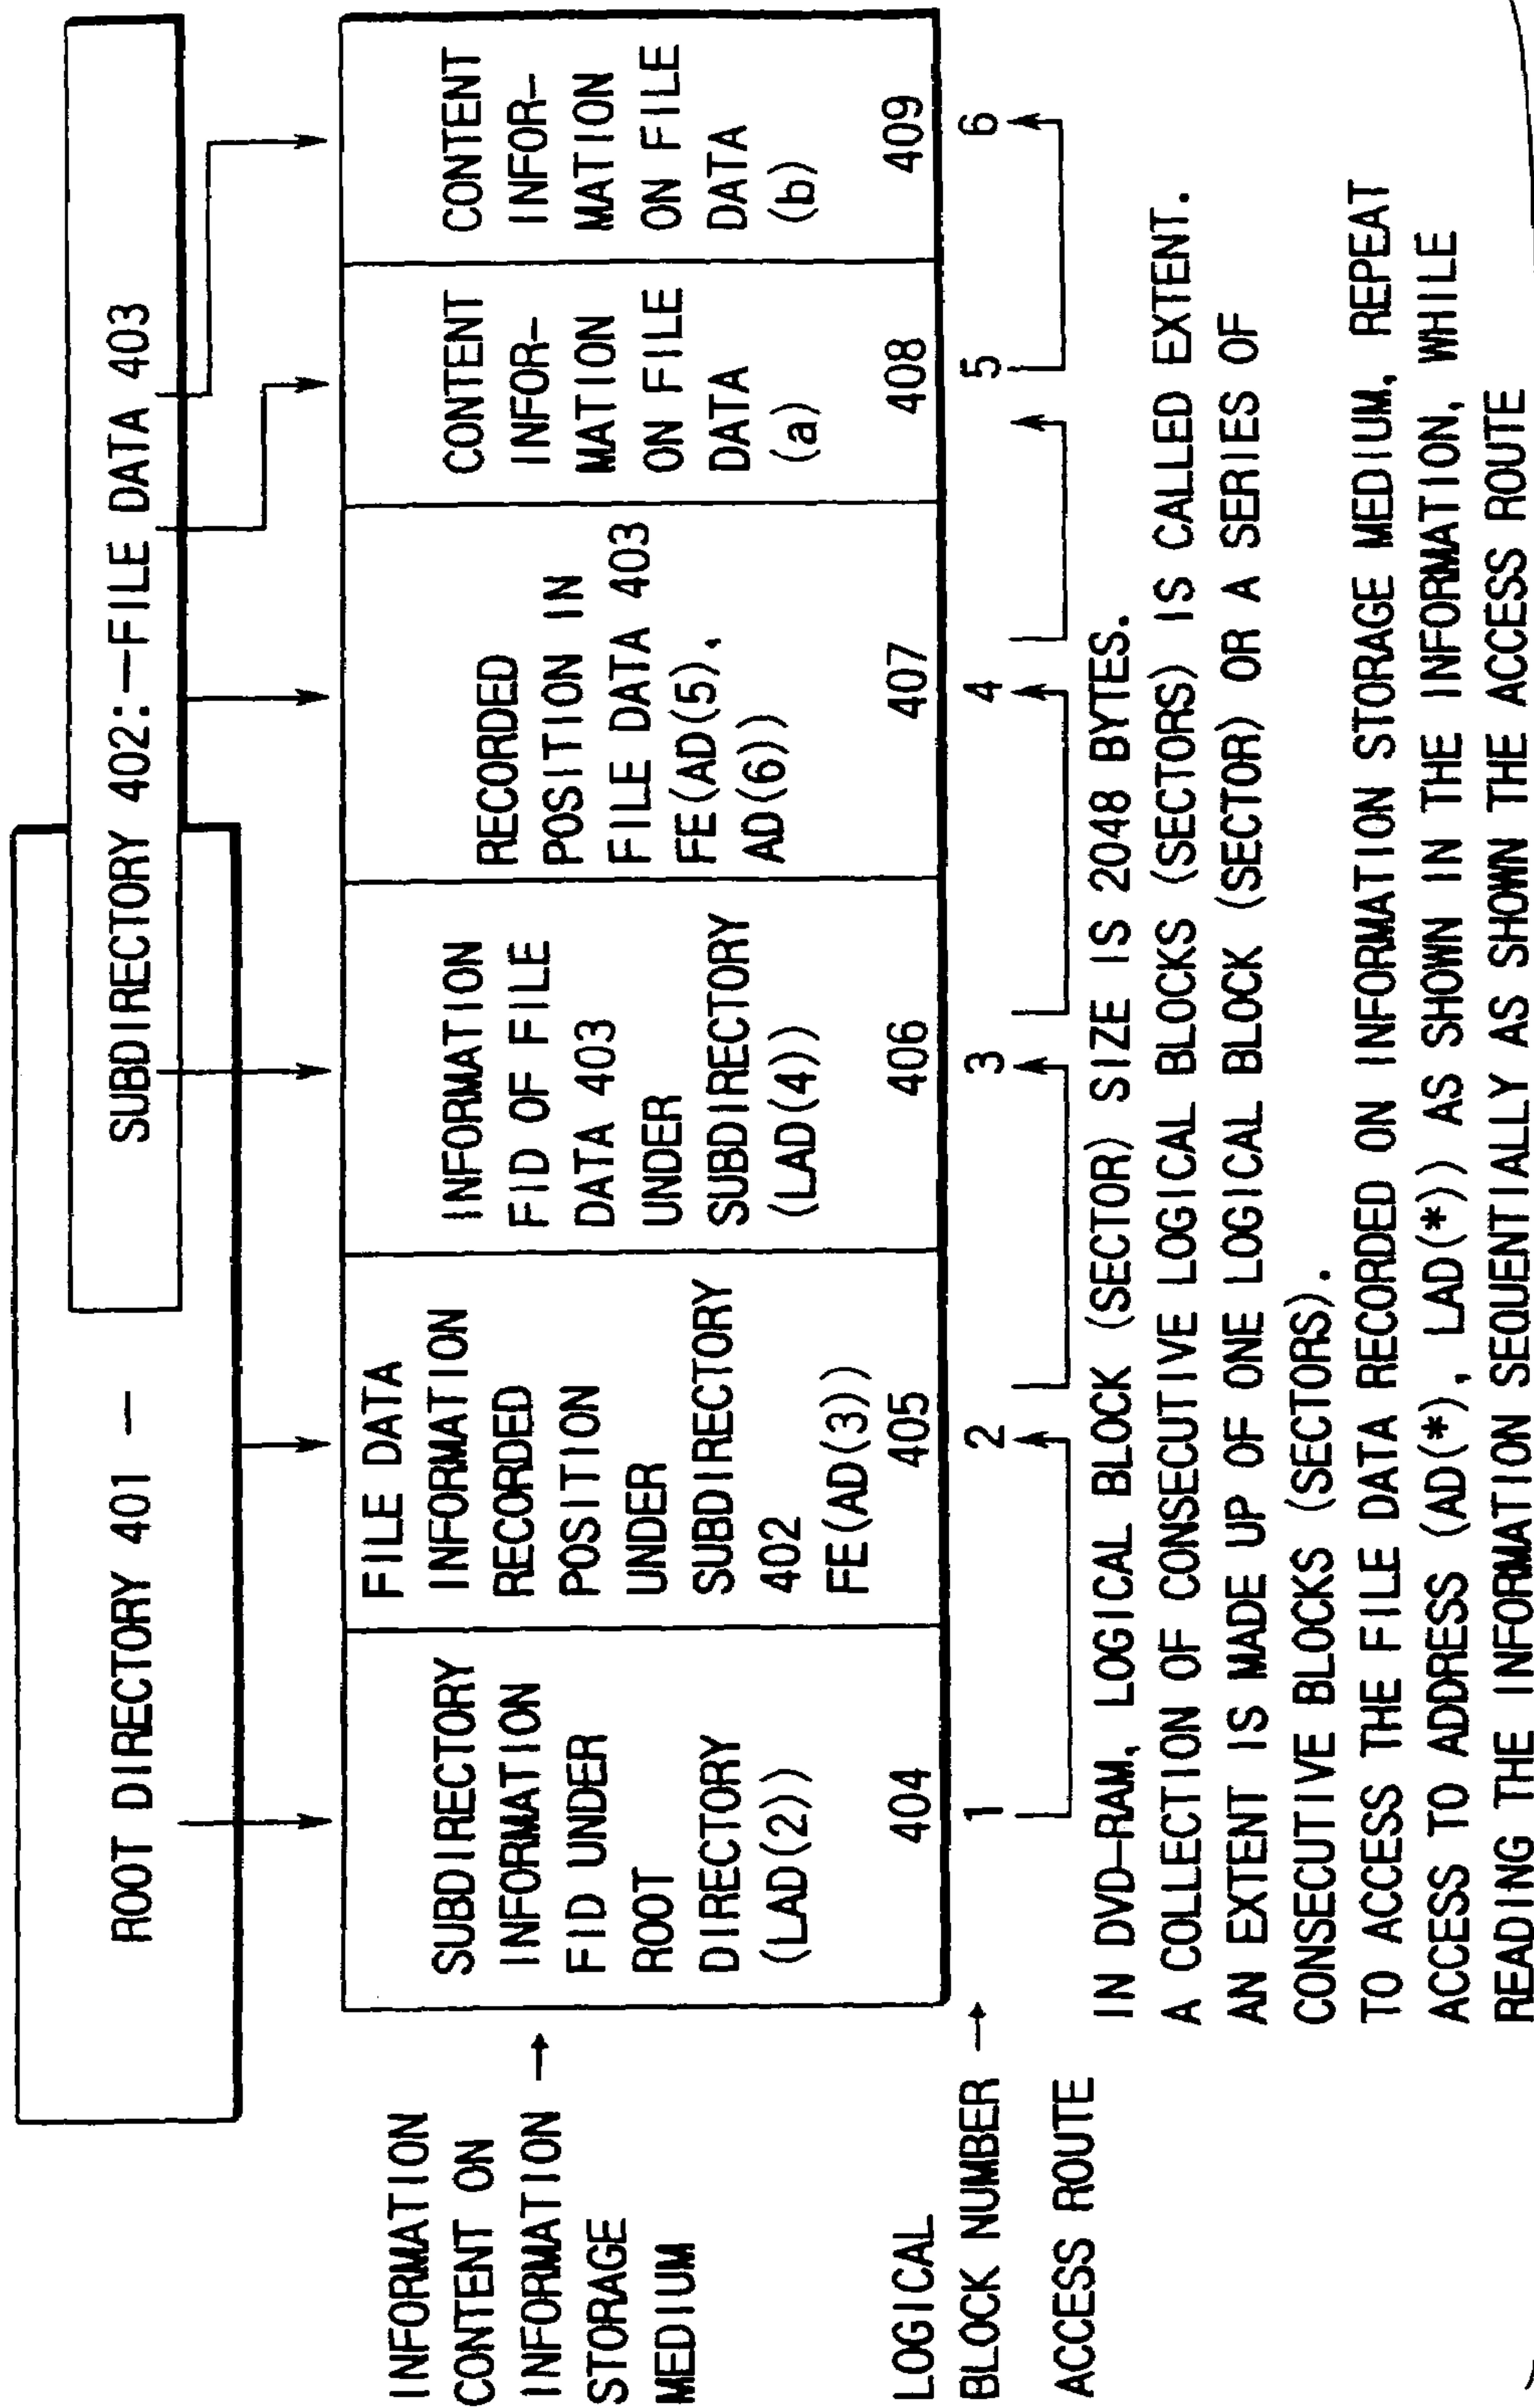 ROOT DIRECTORY 401 —
SUBDIRECTORY 402:—FILE DATA 403
INFORMATION
CONTENT ON
INFORMATION →
STORAGE
MEDIUM
SUBDIRECTORY
INFORMATION
FID UNDER
ROOT
DIRECTORY
(LAD(2))
404
FILE DATA
INFORMATION
RECORDED
POSITION
UNDER
SUBDIRECTORY
402
FE(AD(3))
405
INFORMATION
FID OF FILE
DATA 403
UNDER
SUBDIRECTORY
(LAD(4))
406
RECORDED
POSITION IN
FILE DATA 403
FE(AD(5),
AD(6))
407
CONTENT
INFOR-
MATION
ON FILE
DATA
(a)
408
CONTENT
INFOR-
MATION
ON FILE
DATA
(b)
409
LOGICAL
BLOCK NUMBER →
1 2 3 4 5 6
ACCESS ROUTE
IN DVD-RAM, LOGICAL BLOCK (SECTOR) SIZE IS 2048 BYTES.
A COLLECTION OF CONSECUTIVE LOGICAL BLOCKS (SECTORS) IS CALLED EXTENT.
AN EXTENT IS MADE UP OF ONE LOGICAL BLOCK (SECTOR) OR A SERIES OF
CONSECUTIVE BLOCKS (SECTORS).
TO ACCESS THE FILE DATA RECORDED ON INFORMATION STORAGE MEDIUM, REPEAT
ACCESS TO ADDRESS (AD(*), LAD(*)) AS SHOWN IN THE INFORMATION, WHILE
READING THE INFORMATION SEQUENTIALLY AS SHOWN THE ACCESS ROUTE